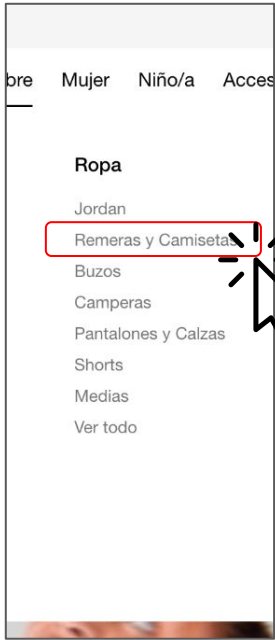 bre Mujer Niño/a Acces
Ropa
Jordan
Remeras y Camisetas
Buzos
Camperas
Pantalones y Calzas
Shorts
Medias
Ver todo